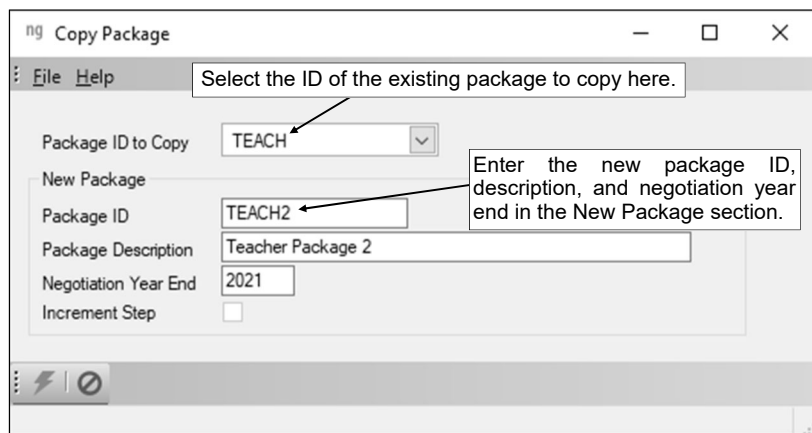 ng Copy Package
File Help
Select the ID of the existing package to copy here.
Package ID to Copy TEACH
Enter the new package ID,
description, and negotiation year
end in the New Package section.
New Package
Package ID TEACH2
Package Description Teacher Package 2
Negotiation Year End 2021
Increment Step